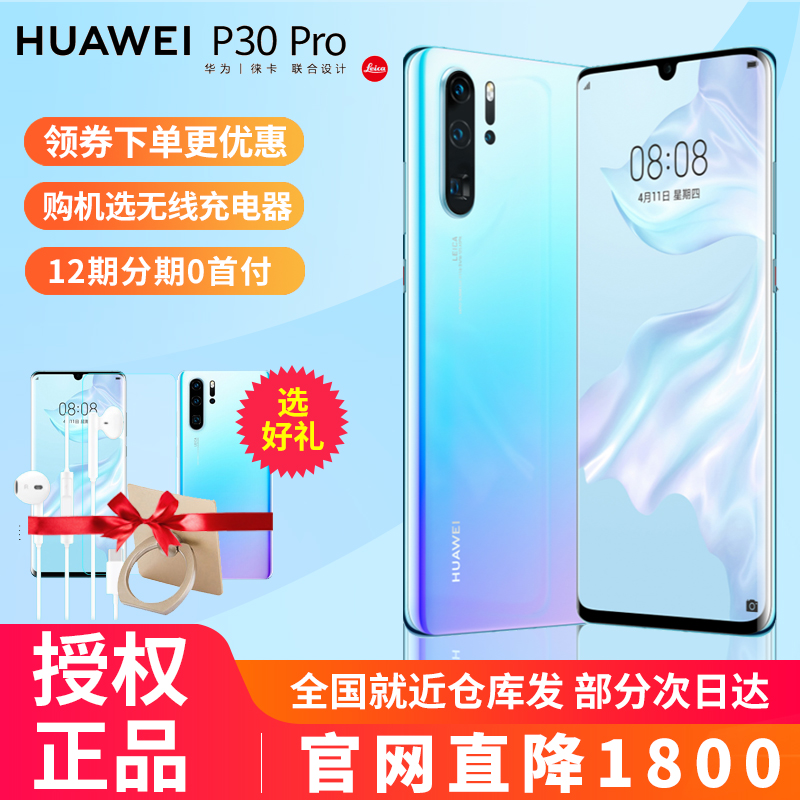 HUAWEI P30 Pro
华为 | 徕卡 联合设计
Leica
领券下单更优惠
购机选无线充电器
12期分期0首付
08:08
4月11日 星期四
LEICA
HUAWEI
08:08
选
好礼
授权
正品
全国就近仓库发 部分次日达
官网直降1800